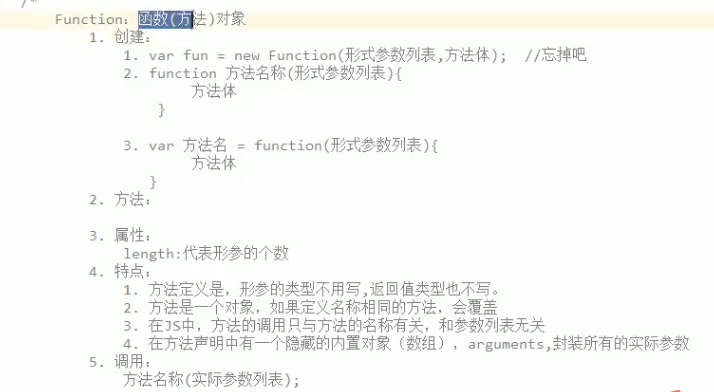 /*
Function：函数(方法)对象
1. 创建：
1. var fun = new Function(形式参数列表,方法体);  //忘掉吧
2. function 方法名称(形式参数列表){
方法体
}
3. var 方法名 = function(形式参数列表){
方法体
}
2. 方法：
3. 属性：
length:代表形参的个数
4. 特点：
1. 方法定义是，形参的类型不用写,返回值类型也不写。
2. 方法是一个对象，如果定义名称相同的方法，会覆盖
3. 在JS中，方法的调用只与方法的名称有关，和参数列表无关
4. 在方法声明中有一个隐藏的内置对象（数组），arguments,封装所有的实际参数
5. 调用：
方法名称(实际参数列表);